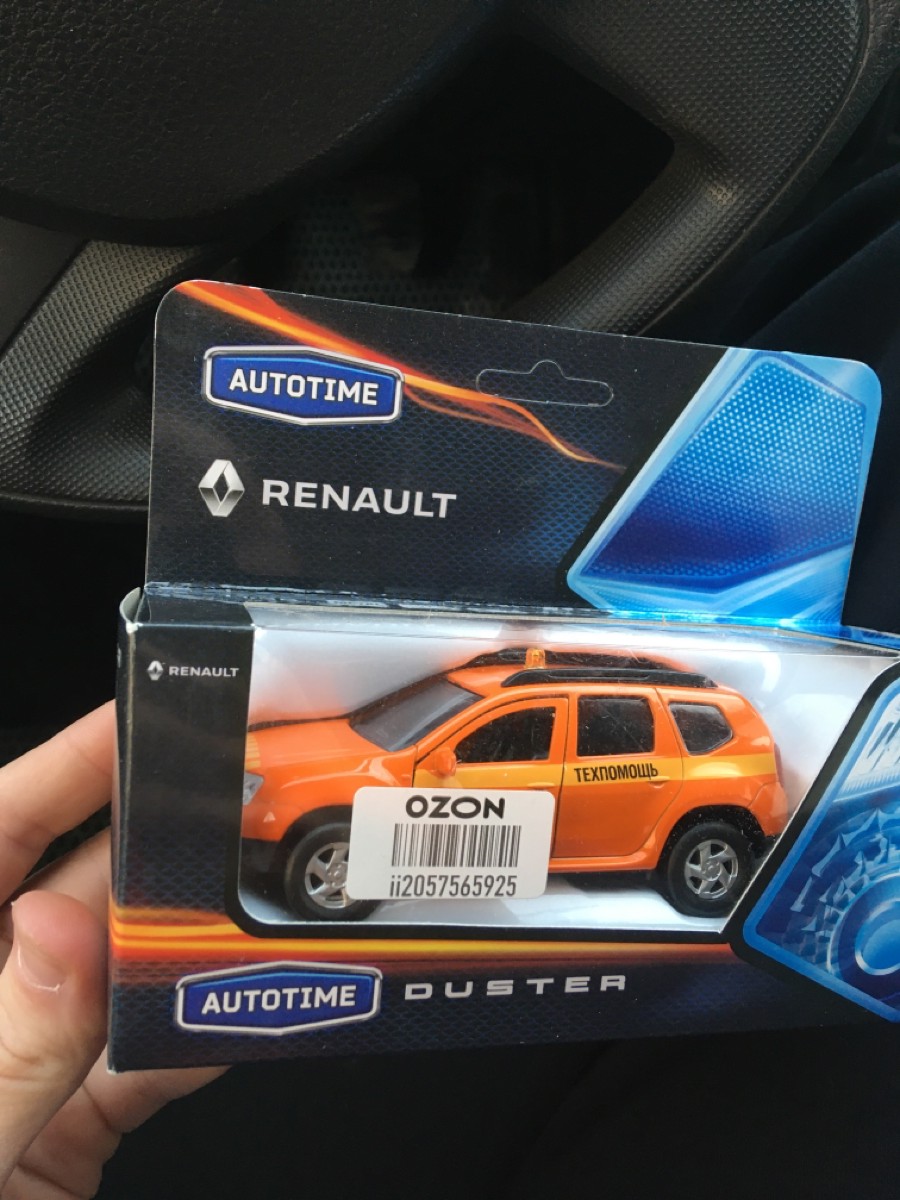 AUTOTIME
RENAULT
RENAULT
ТЕХПОМОЩЬ
OZON
ii2057565925
AUTOTIME
DUSTER